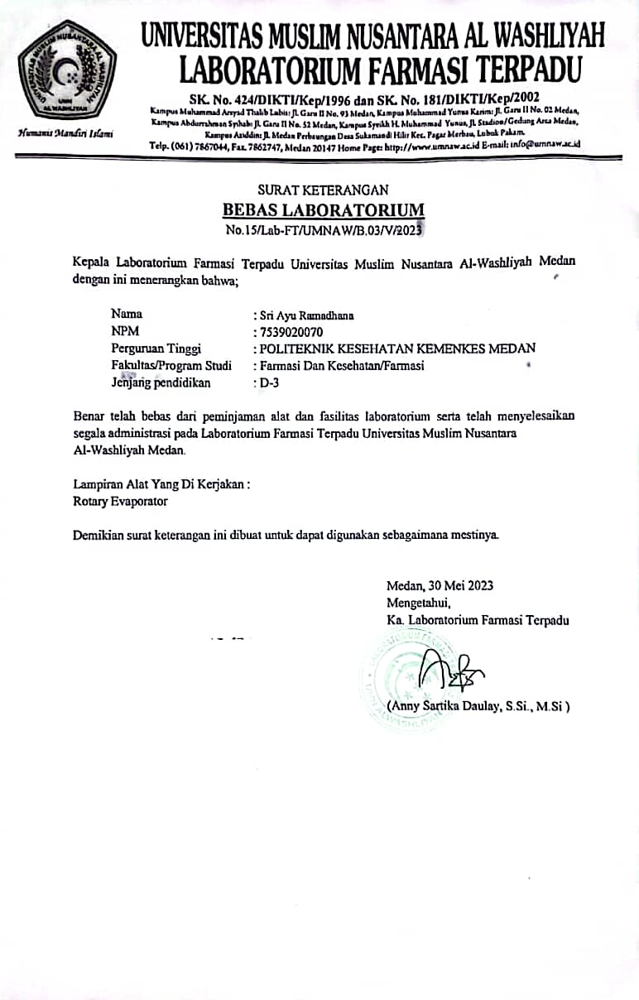 UNIVERSITAS MUSLIM NUSANTARA AL WASHLIYAH
LABORATORIUM FARMASI TERPADU
SK. No. 424/DIKTI/Kep/1996 dan SK. No. 181/DIKTI/Kep/2002
Kampus Muhammad Arsyad Thalib Lubis: Jl. Garu II No. 93 Medan, Kampus Muhammad Yunus Karim: Jl. Garu II No. 02 Medan,
Kampus Abdurrahman Syihab: Jl. Garu II No. 52 Medan, Kampus Syeikh H. Muhammad Yunus, Jl. Stadion/Gedung Arca Medan,
Kampus Aziddin: Jl. Medan Perbaungan Desa Sukamandi Hilir Kec. Pagar Merbau, Lubuk Pakam.
Telp. (061) 7867044, Fax. 7862747, Medan 20147 Home Page: http://www.umnaw.ac.id E-mail: info@umnaw.ac.id
UNIVERSITAS MUSLIM NUSANTARA AL WASHLIYAH
UMN
AL WASHLIYAH
Humanis Mandiri Islami
SURAT KETERANGAN
BEBAS LABORATORIUM
No.15/Lab-FT/UMNAW/B.03/V/2023
Kepala Laboratorium Farmasi Terpadu Universitas Muslim Nusantara Al-Washliyah Medan
dengan ini menerangkan bahwa;
Nama : Sri Ayu Ramadhana
NPM : 7539020070
Perguruan Tinggi : POLITEKNIK KESEHATAN KEMENKES MEDAN
Fakultas/Program Studi : Farmasi Dan Kesehatan/Farmasi
Jenjang pendidikan : D-3
Benar telah bebas dari peminjaman alat dan fasilitas laboratorium serta telah menyelesaikan
segala administrasi pada Laboratorium Farmasi Terpadu Universitas Muslim Nusantara
Al-Washliyah Medan.
Lampiran Alat Yang Di Kerjakan :
Rotary Evaporator
Demikian surat keterangan ini dibuat untuk dapat digunakan sebagaimana mestinya.
Medan, 30 Mei 2023
Mengetahui,
Ka. Laboratorium Farmasi Terpadu
(Anny Sartika Daulay, S.Si., M.Si )